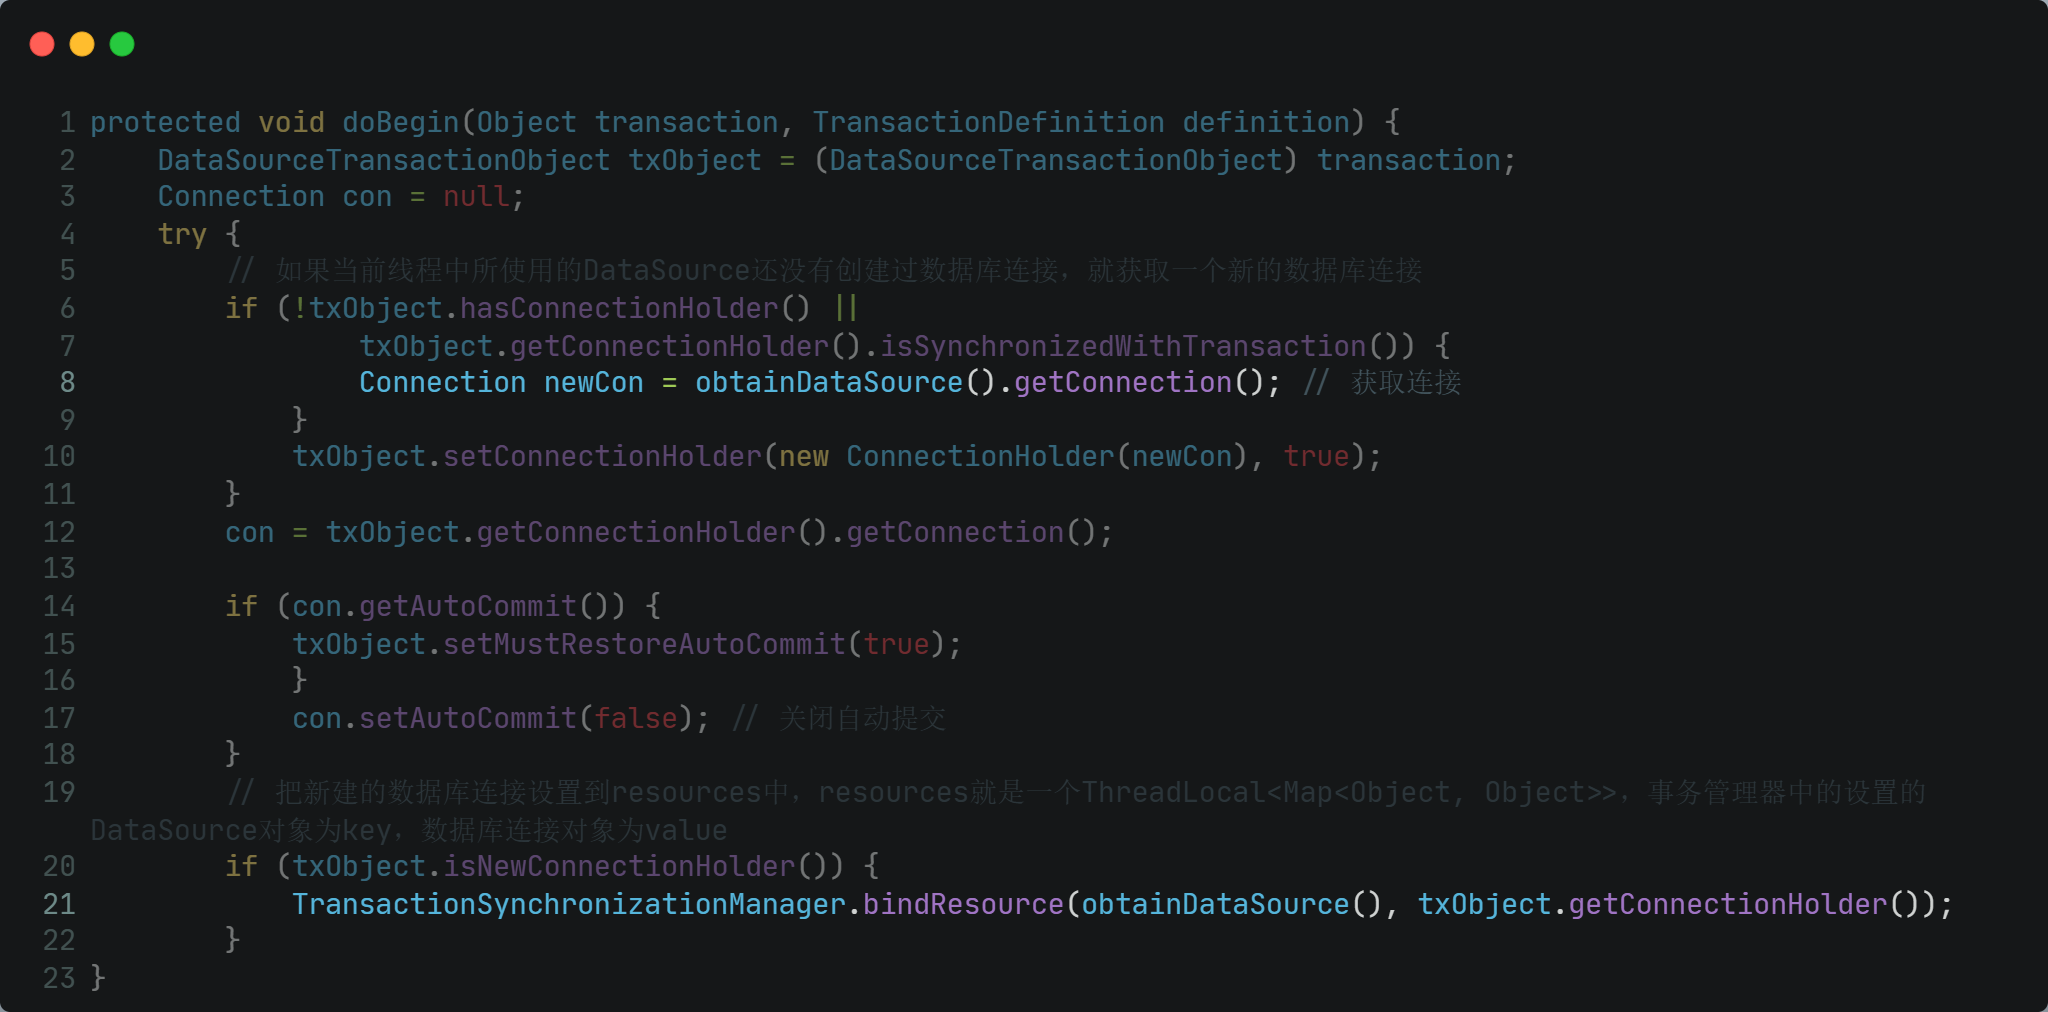 1 protected void doBegin(Object transaction, TransactionDefinition definition) {
2     DataSourceTransactionObject txObject = (DataSourceTransactionObject) transaction;
3     Connection con = null;
4     try {
5         // 如果当前线程中所使用的DataSource还没有创建过数据库连接，就获取一个新的数据库连接
6         if (!txObject.hasConnectionHolder() ||
7                 txObject.getConnectionHolder().isSynchronizedWithTransaction()) {
8                 Connection newCon = obtainDataSource().getConnection(); // 获取连接
9             }
10             txObject.setConnectionHolder(new ConnectionHolder(newCon), true);
11         }
12         con = txObject.getConnectionHolder().getConnection();
13
14         if (con.getAutoCommit()) {
15             txObject.setMustRestoreAutoCommit(true);
16             }
17             con.setAutoCommit(false); // 关闭自动提交
18         }
19         // 把新建的数据库连接设置到resources中，resources就是一个ThreadLocal<Map<Object, Object>>，事务管理器中的设置的
DataSource对象为key，数据库连接对象为value
20         if (txObject.isNewConnectionHolder()) {
21             TransactionSynchronizationManager.bindResource(obtainDataSource(), txObject.getConnectionHolder());
22         }
23 }